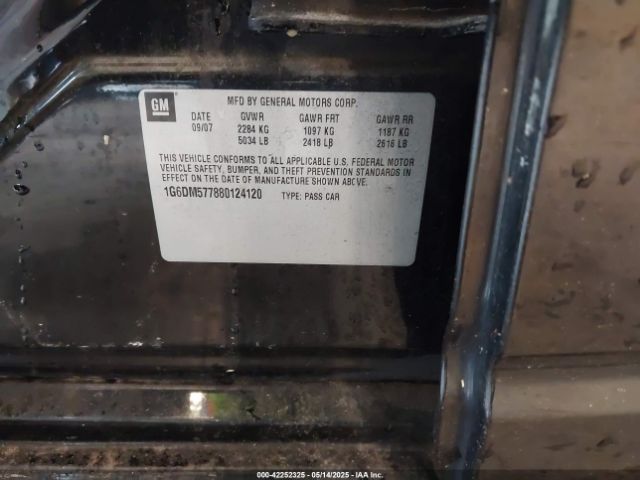 GM
MFD BY GENERAL MOTORS CORP.
DATE GVWR GAWR FRT GAWR RR
09/07 2284 KG 1097 KG 1187 KG
5034 LB 2418 LB 2616 LB
THIS VEHICLE CONFORMS TO ALL APPLICABLE U.S. FEDERAL MOTOR
VEHICLE SAFETY, BUMPER, AND THEFT PREVENTION STANDARDS IN
EFFECT ON THE DATE OF MANUFACTURE SHOWN ABOVE.
1G6DM577880124120 TYPE: PASS CAR
000-42252325 - 05/14/2025 - IAA Inc.